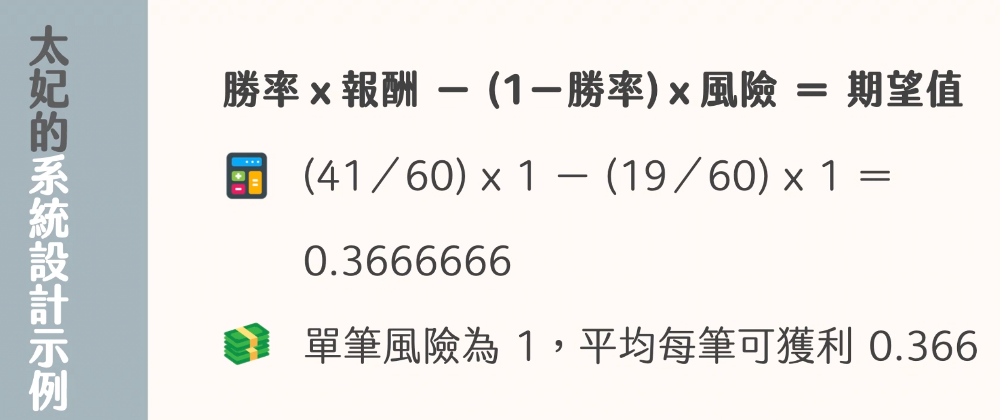 太妃的系統設計示例
勝率 x 報酬 － (1－勝率) x 風險 ＝ 期望值
(41／60) x 1 － (19／60) x 1 ＝
0.3666666
單筆風險為 1，平均每筆可獲利 0.366